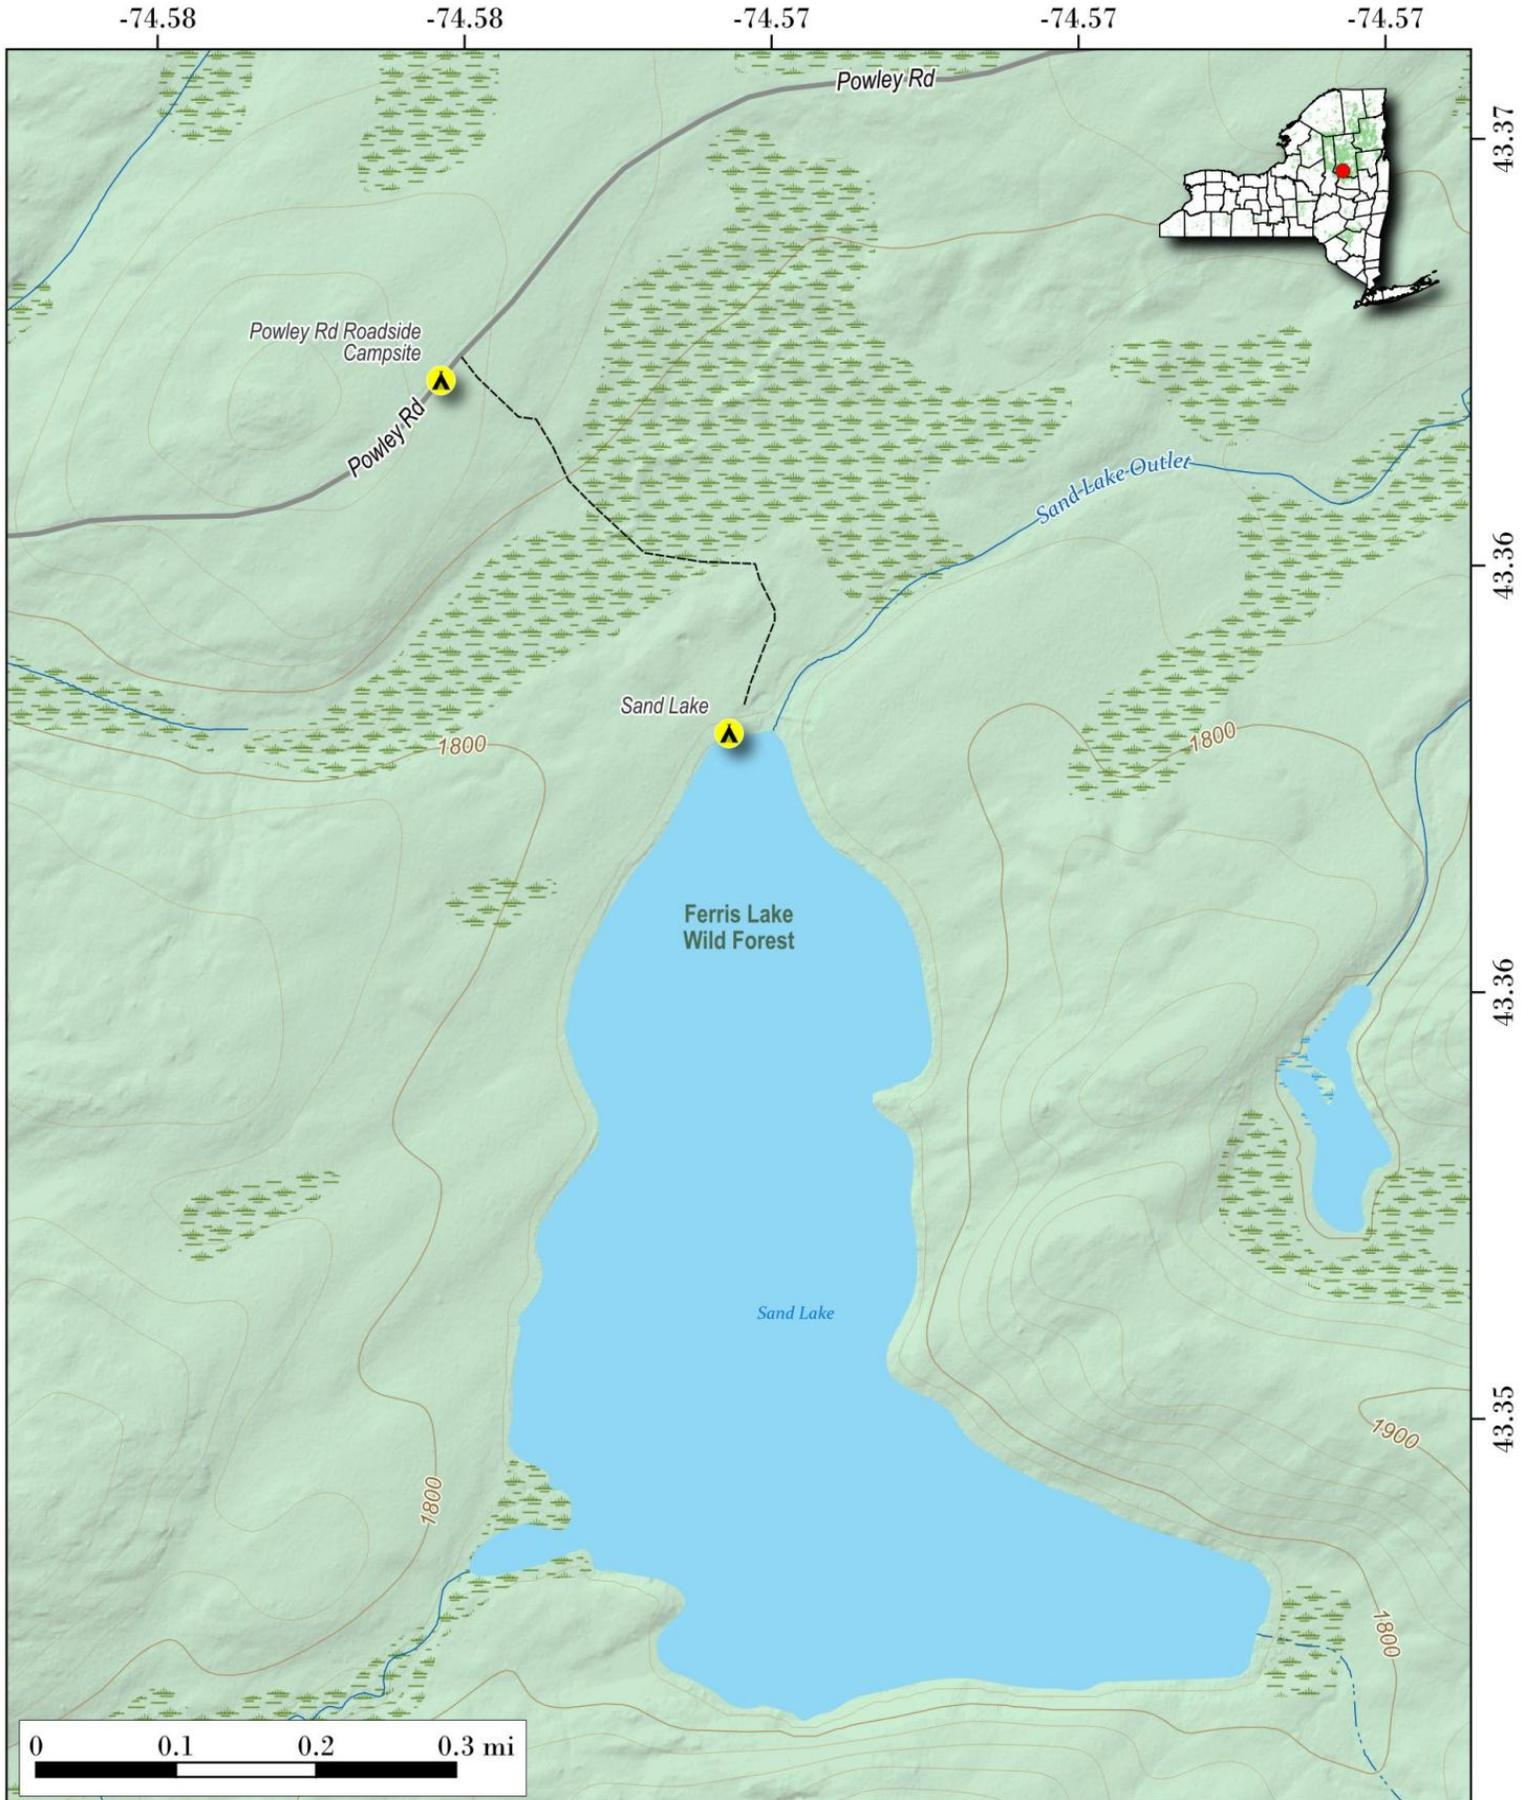 -74.58
-74.58
-74.57
-74.57
-74.57
Powley Rd
43.37
Powley Rd Roadside
Campsite
Powley Rd
Sand Lake Outlet
43.36
Sand Lake
1800
1800
Ferris Lake
Wild Forest
43.36
Sand Lake
43.35
1900
1800
1800
0
0.1
0.2
0.3 mi